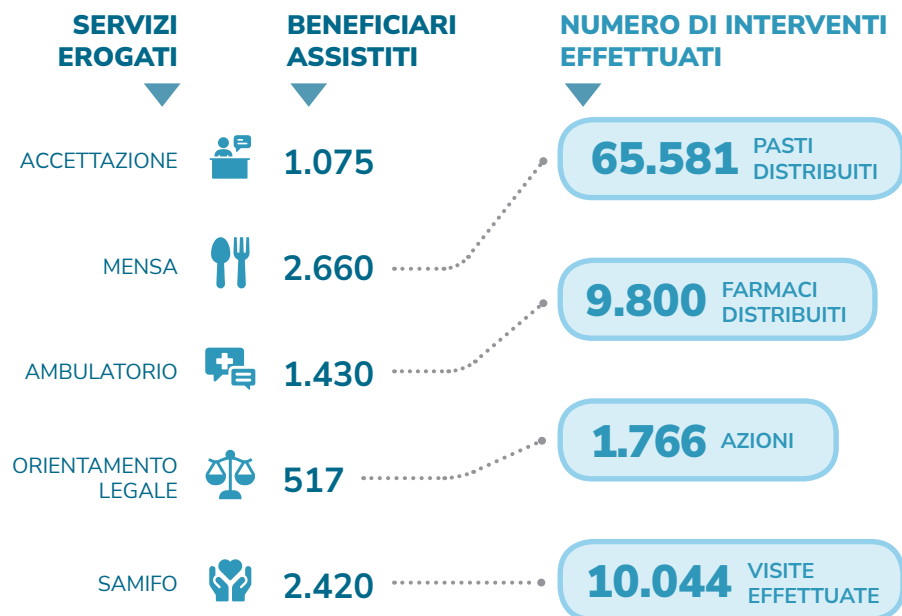 SERVIZI
EROGATI
BENEFICIARI
ASSISTITI
NUMERO DI INTERVENTI
EFFETTUATI
ACCETTAZIONE
1.075
65.581
PASTI
DISTRIBUITI
MENSA
2.660
9.800
FARMACI
DISTRIBUITI
AMBULATORIO
1.430
1.766
AZIONI
ORIENTAMENTO
LEGALE
517
SAMIFO
2.420
10.044
VISITE
EFFETTUATE